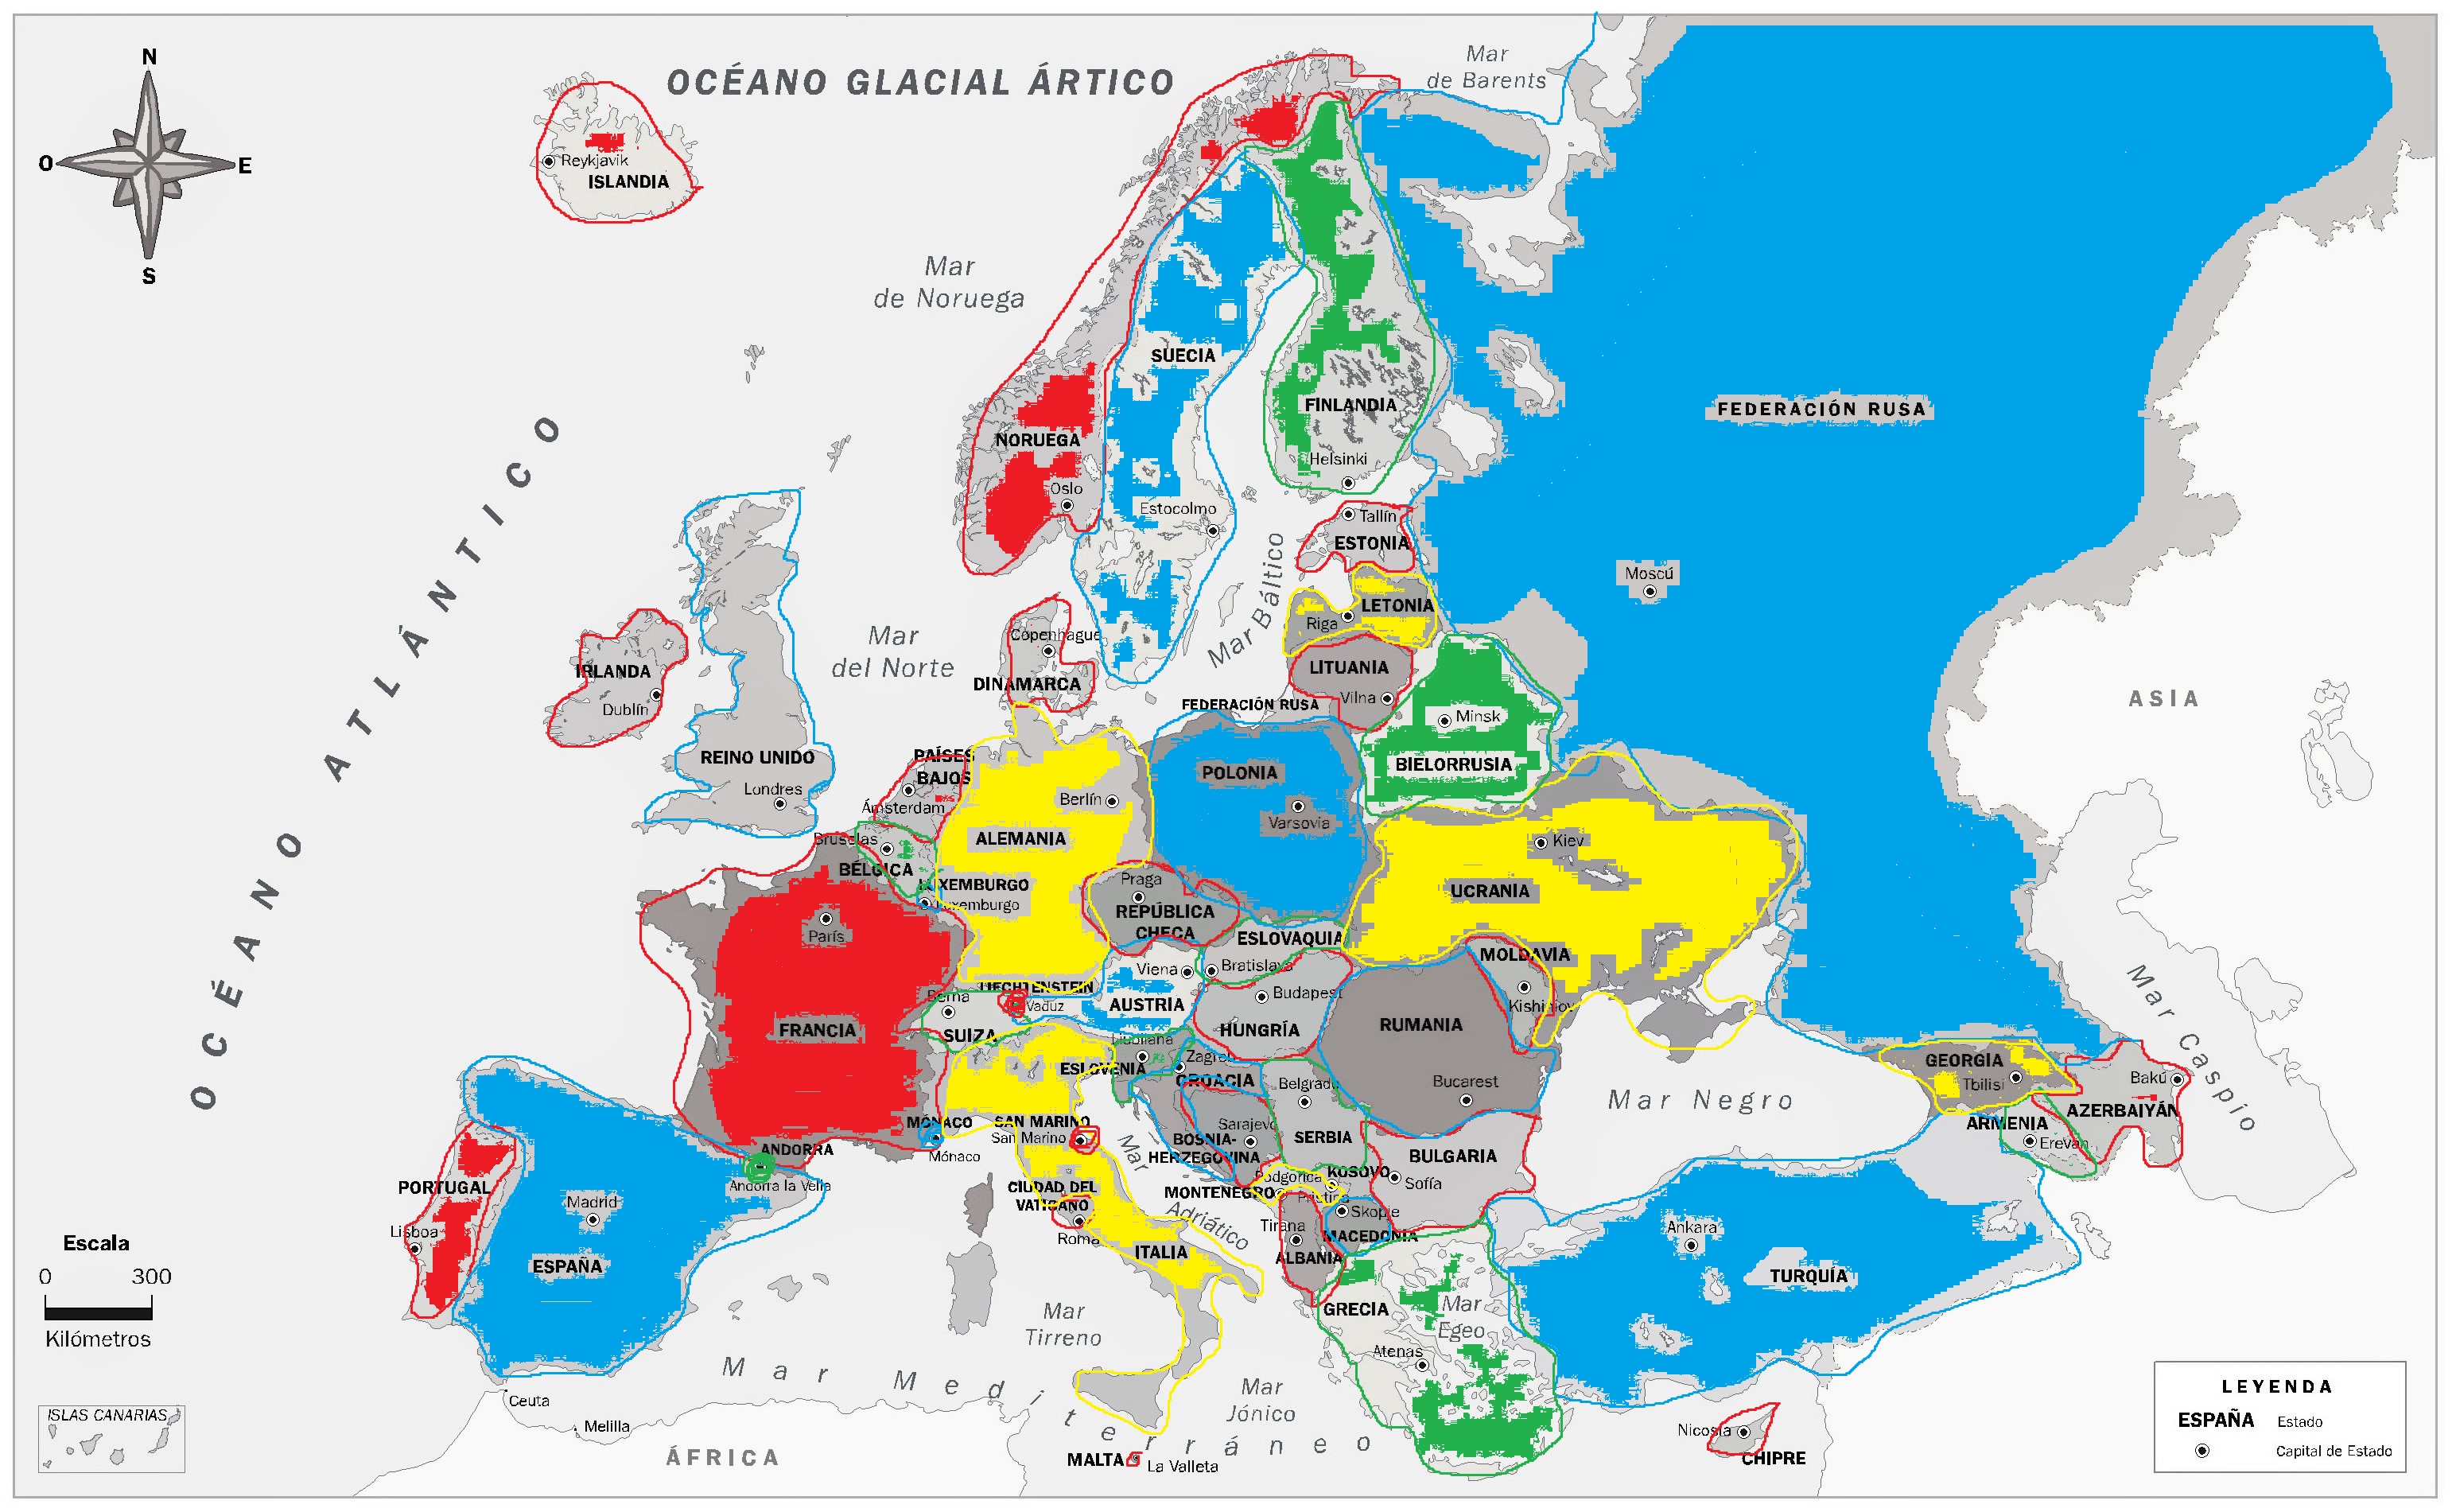 N
O
E
S
OCÉANO GLACIAL ÁRTICO
Mar
de Barents
Reykjavik
ISLANDIA
Mar
de Noruega
SUECIA
FINLANDIA
Helsinki
NORUEGA
Oslo
Estocolmo
FEDERACIÓN RUSA
Tallín
ESTONIA
Moscú
OCÉANO ATLÁNTICO
Mar Báltico
LETONIA
Riga
LITUANIA
Vilna
Copenhague
DINAMARCA
Mar
del Norte
IRLANDA
Dublín
REINO UNIDO
Londres
FEDERACIÓN RUSA
Minsk
BIELORRUSIA
ASIA
PAÍSES
BAJOS
Ámsterdam
Berlín
ALEMANIA
POLONIA
Varsovia
Kiev
UCRANIA
Bruselas
BÉLGICA
LUXEMBURGO
Luxemburgo
Praga
REPÚBLICA
CHECA
ESLOVAQUIA
Bratislava
París
FRANCIA
Viena
AUSTRIA
LIECHTENSTEIN
Vaduz
Berna
SUIZA
Budapest
HUNGRÍA
RUMANIA
Bucarest
MOLDAVIA
Kishiniov
Liubliana
ESLOVENIA
Zagreb
CROACIA
Belgrado
SERBIA
Sarajevo
BOSNIA-
HERZEGOVINA
MÓNACO
Mónaco
SAN MARINO
San Marino
ANDORRA
Andorra la Vella
Mar Negro
GEORGIA
Tbilisi
Bakú
AZERBAIYÁN
ARMENIA
Ereván
Mar Caspio
PORTUGAL
Lisboa
Madrid
ESPAÑA
CIUDAD DEL
VATICANO
Roma
ITALIA
Mar
Adriático
MONTENEGRO
Podgorica
KOSOVO
Pristina
BULGARIA
Sofía
Skopie
MACEDONIA
Tirana
ALBANIA
GRECIA
Mar
Egeo
Atenas
Ankara
TURQUÍA
Escala
0 300
Kilómetros
Mar
Tirreno
Mar
Jónico
Mar Mediterráneo
Ceuta
Melilla
ISLAS CANARIAS
ÁFRICA
MALTA
La Valleta
Nicosia
CHIPRE
LEYENDA
ESPAÑA Estado
Capital de Estado